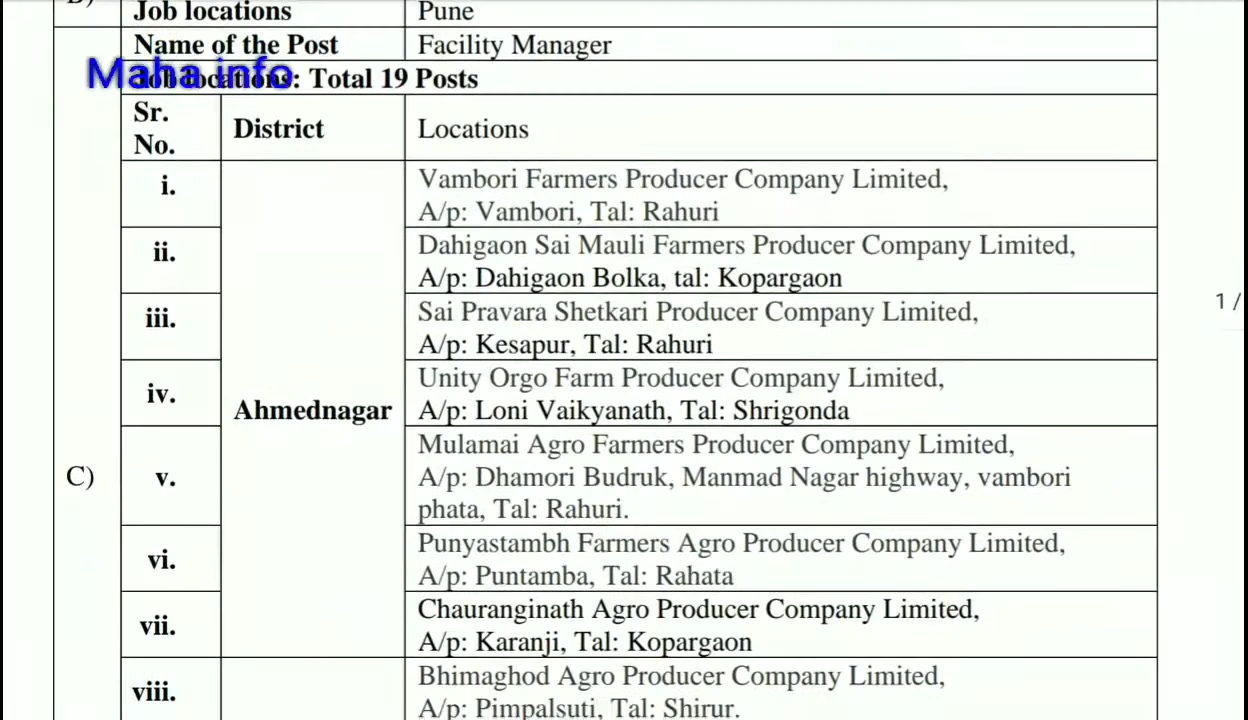 Job locations Pune
Name of the Post Facility Manager
Maha info
Job locations: Total 19 Posts
Sr.
No. District Locations
i. Vambori Farmers Producer Company Limited,
A/p: Vambori, Tal: Rahuri
ii. Dahigaon Sai Mauli Farmers Producer Company Limited,
A/p: Dahigaon Bolka, tal: Kopargaon
iii. Sai Pravara Shetkari Producer Company Limited,
A/p: Kesapur, Tal: Rahuri
1 /
iv. Unity Orgo Farm Producer Company Limited,
Ahmednagar A/p: Loni Vaikyanath, Tal: Shrigonda
C) v. Mulamai Agro Farmers Producer Company Limited,
A/p: Dhamori Budruk, Manmad Nagar highway, vambori
phata, Tal: Rahuri.
vi. Punyastambh Farmers Agro Producer Company Limited,
A/p: Puntamba, Tal: Rahata
vii. Chauranginath Agro Producer Company Limited,
A/p: Karanji, Tal: Kopargaon
viii. Bhimaghod Agro Producer Company Limited,
A/p: Pimpalsuti, Tal: Shirur.